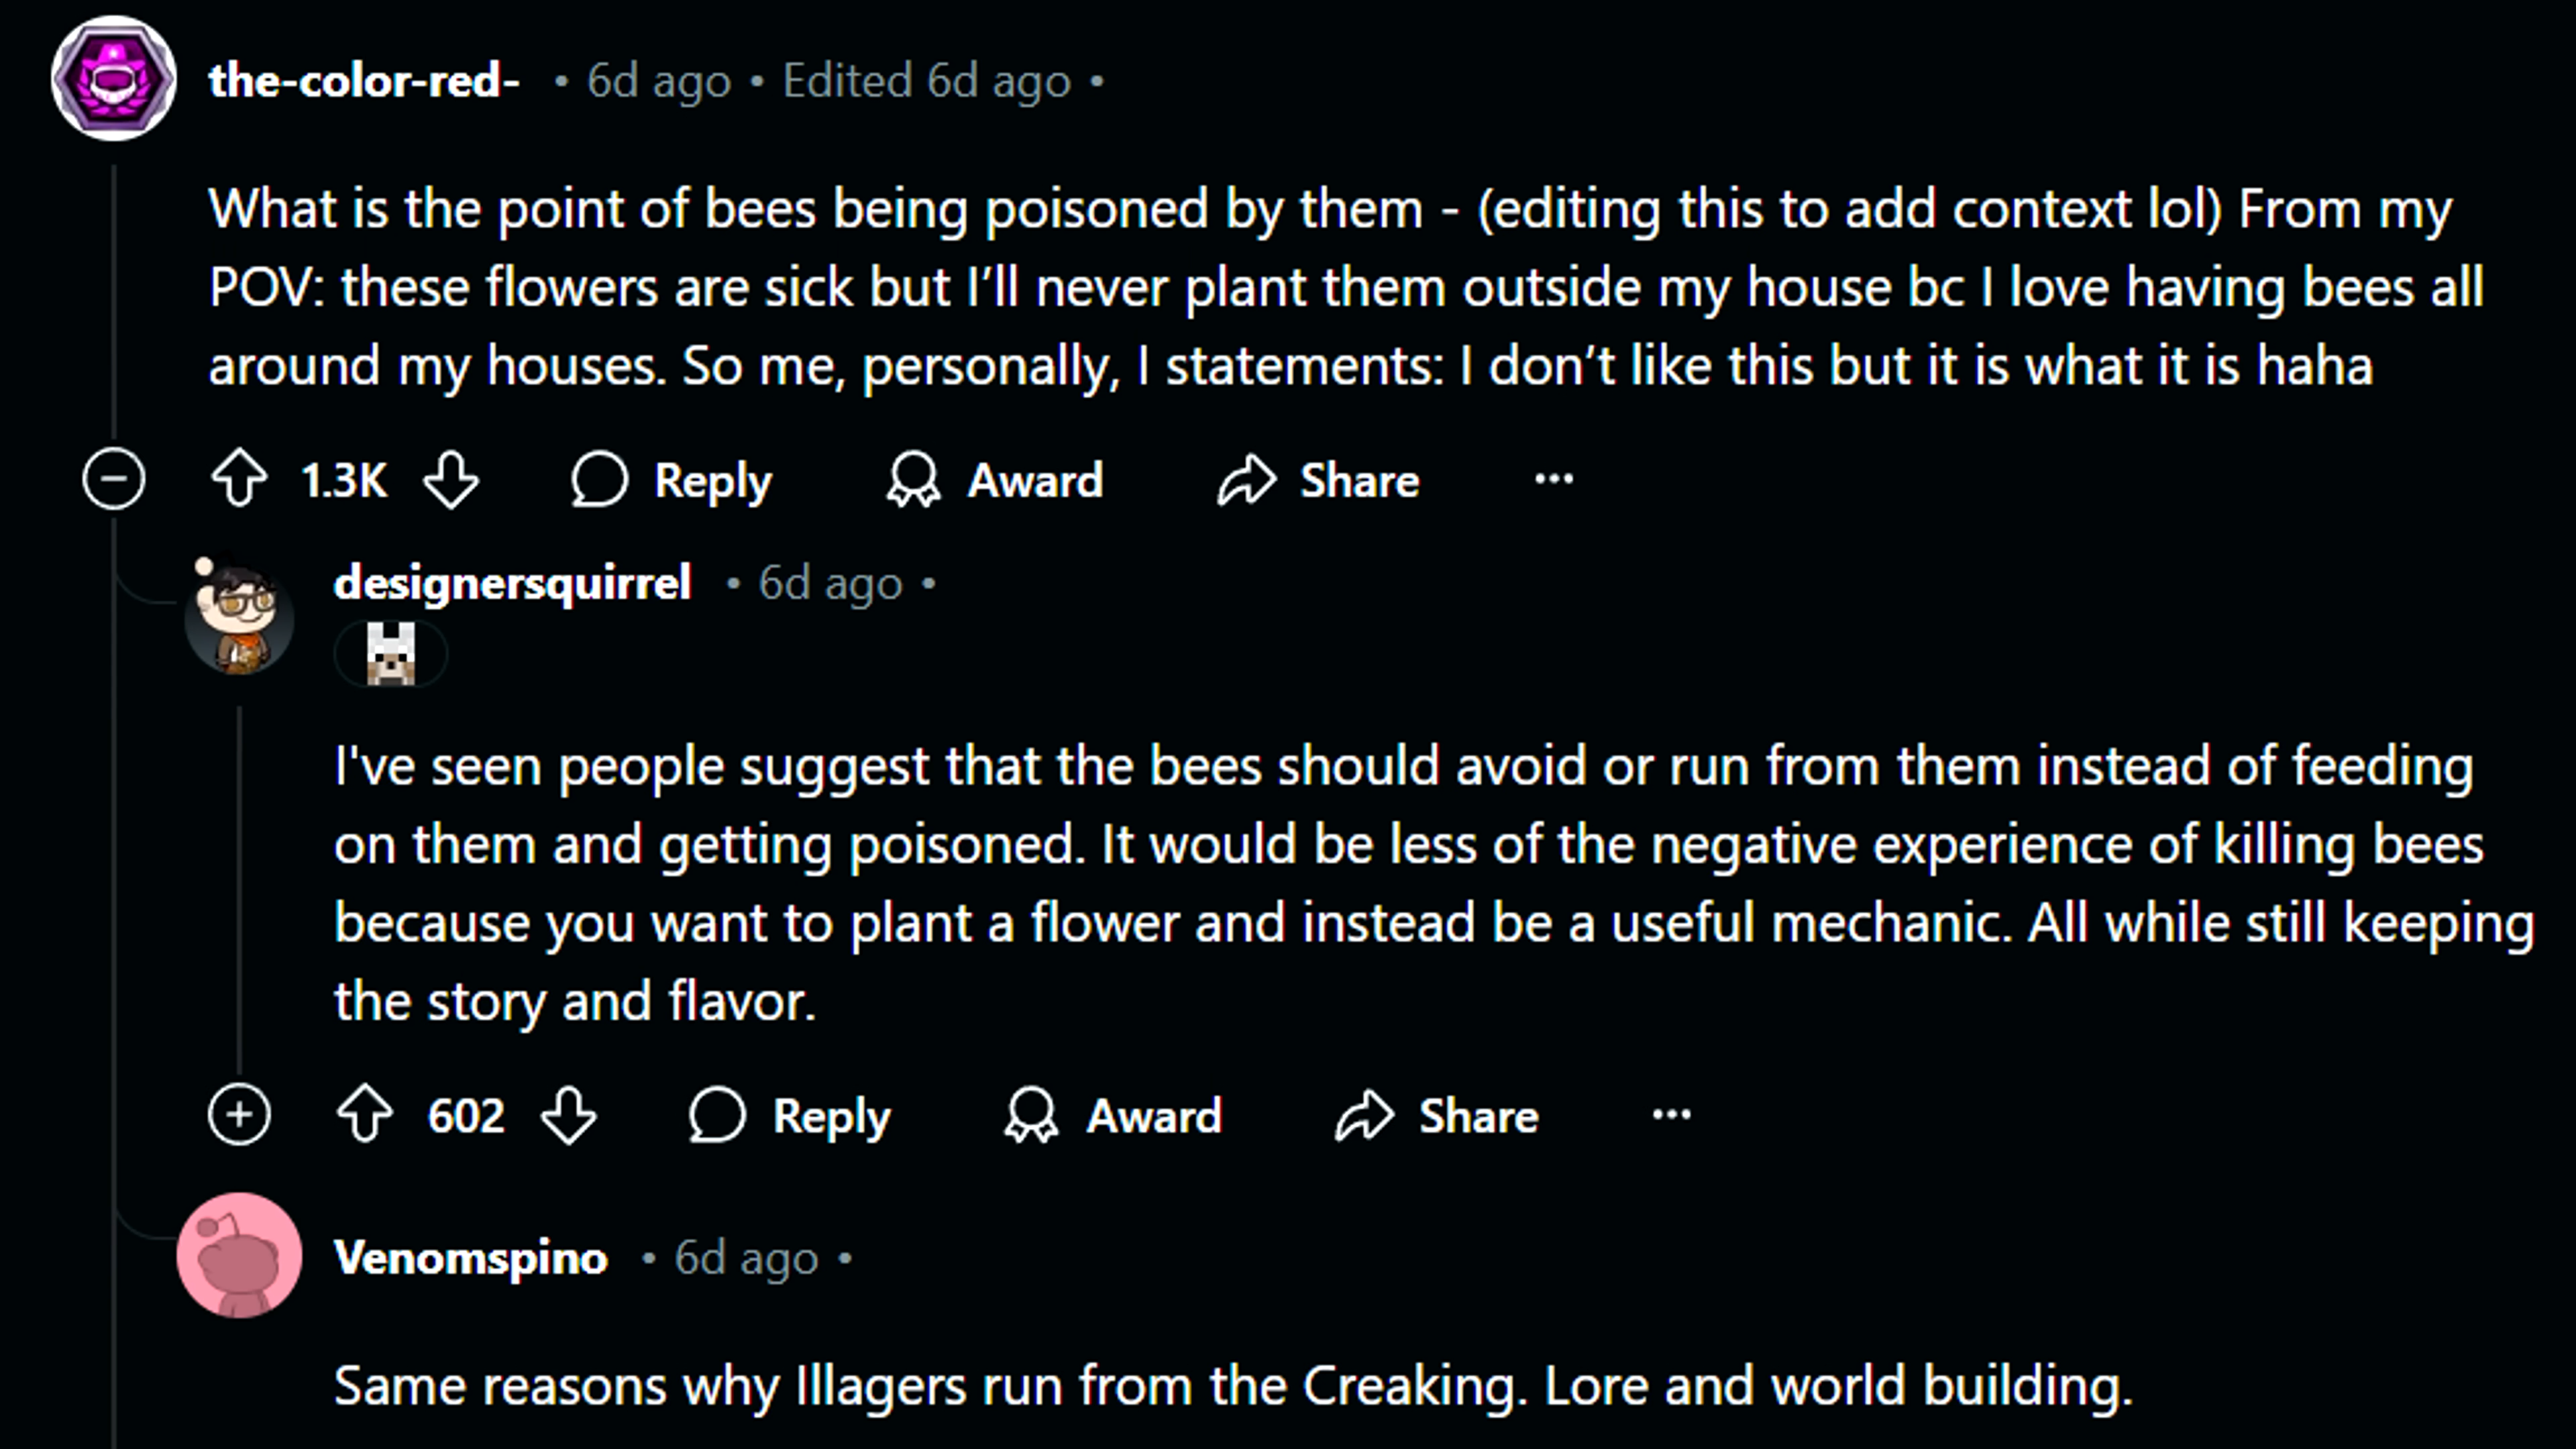 the-color-red- • 6d ago • Edited 6d ago •
What is the point of bees being poisoned by them - (editing this to add context lol) From my
POV: these flowers are sick but I’ll never plant them outside my house bc I love having bees all
around my houses. So me, personally, I statements: I don’t like this but it is what it is haha
1.3K Reply Award Share ···
designersquirrel • 6d ago •
I've seen people suggest that the bees should avoid or run from them instead of feeding
on them and getting poisoned. It would be less of the negative experience of killing bees
because you want to plant a flower and instead be a useful mechanic. All while still keeping
the story and flavor.
602 Reply Award Share ···
Venomspino • 6d ago •
Same reasons why Illagers run from the Creaking. Lore and world building.